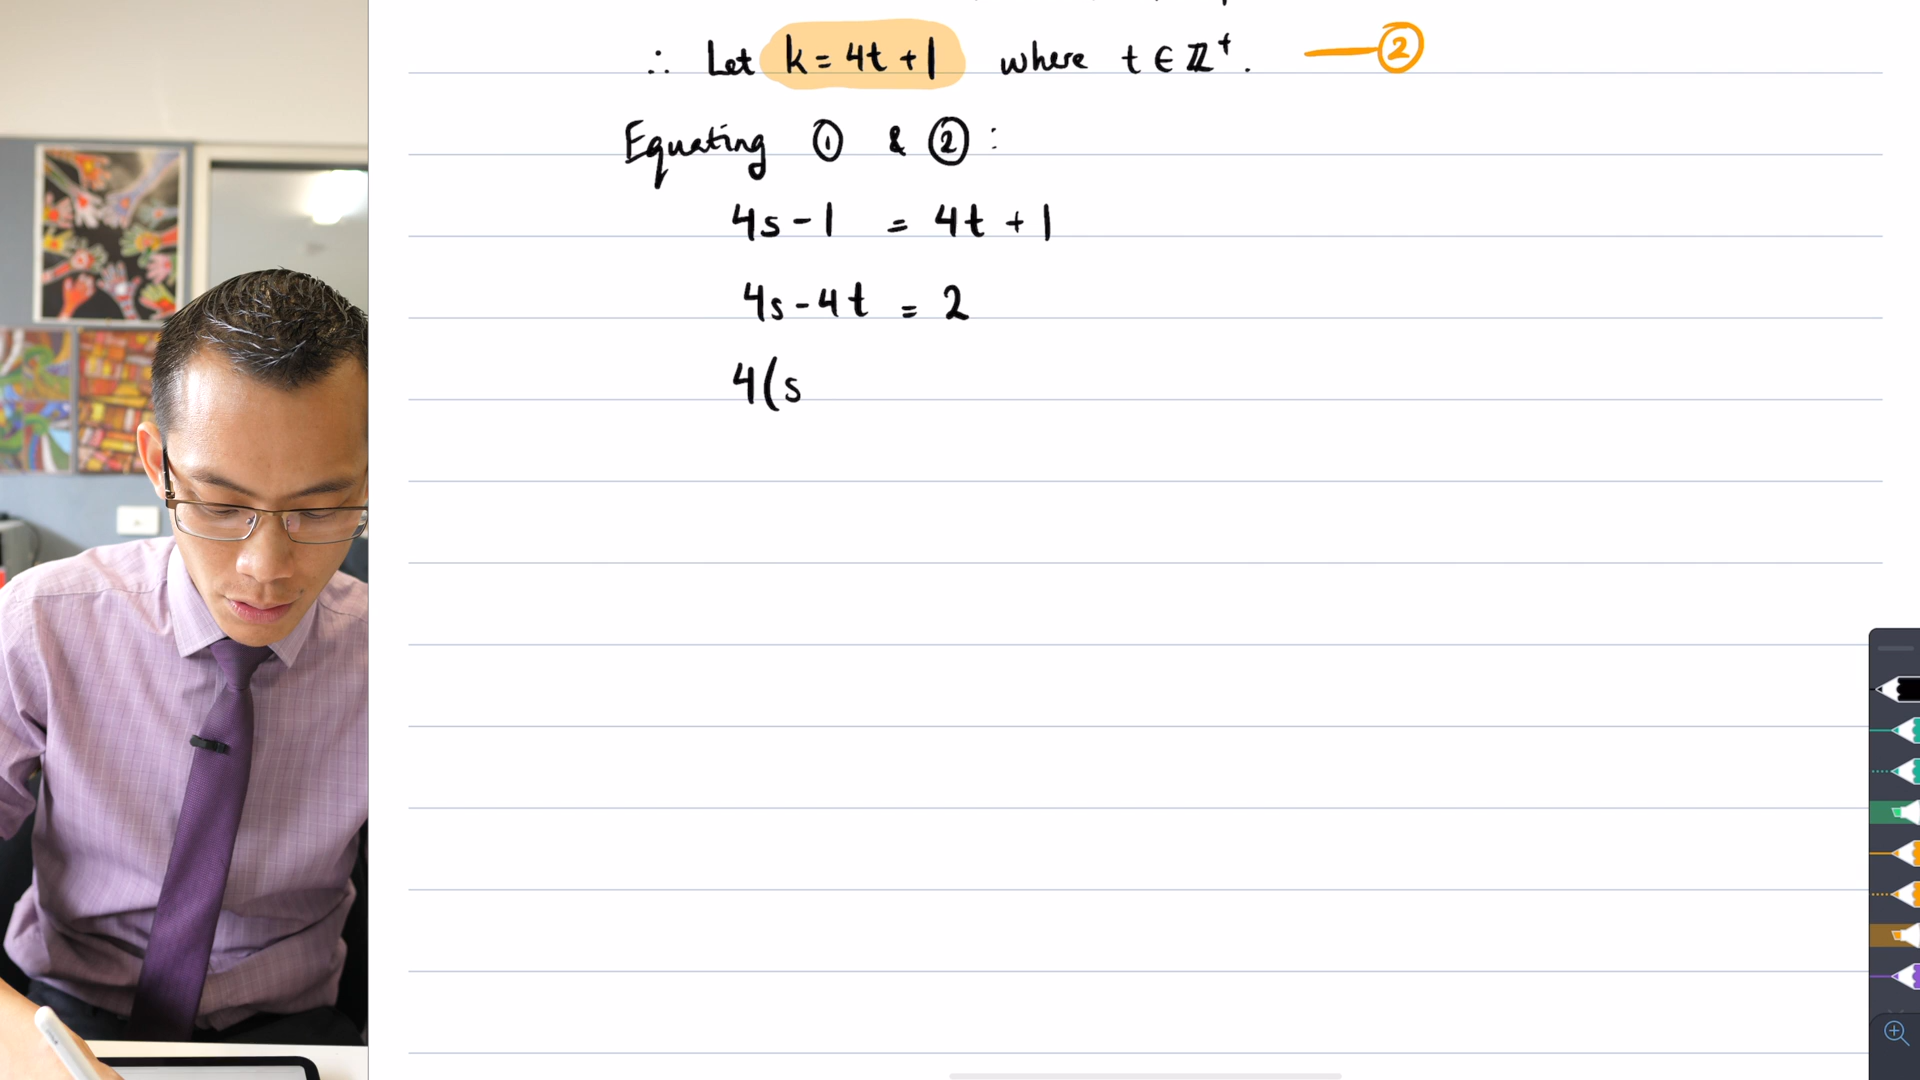 ∴ Let k = 4t + 1 where t ∈ ℤ⁺. — ②
Equating ① & ② :
4s - 1 = 4t + 1
4s - 4t = 2
4(s